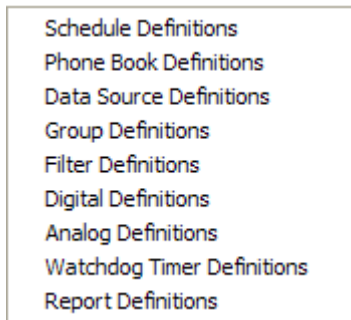 Schedule Definitions
Phone Book Definitions
Data Source Definitions
Group Definitions
Filter Definitions
Digital Definitions
Analog Definitions
Watchdog Timer Definitions
Report Definitions